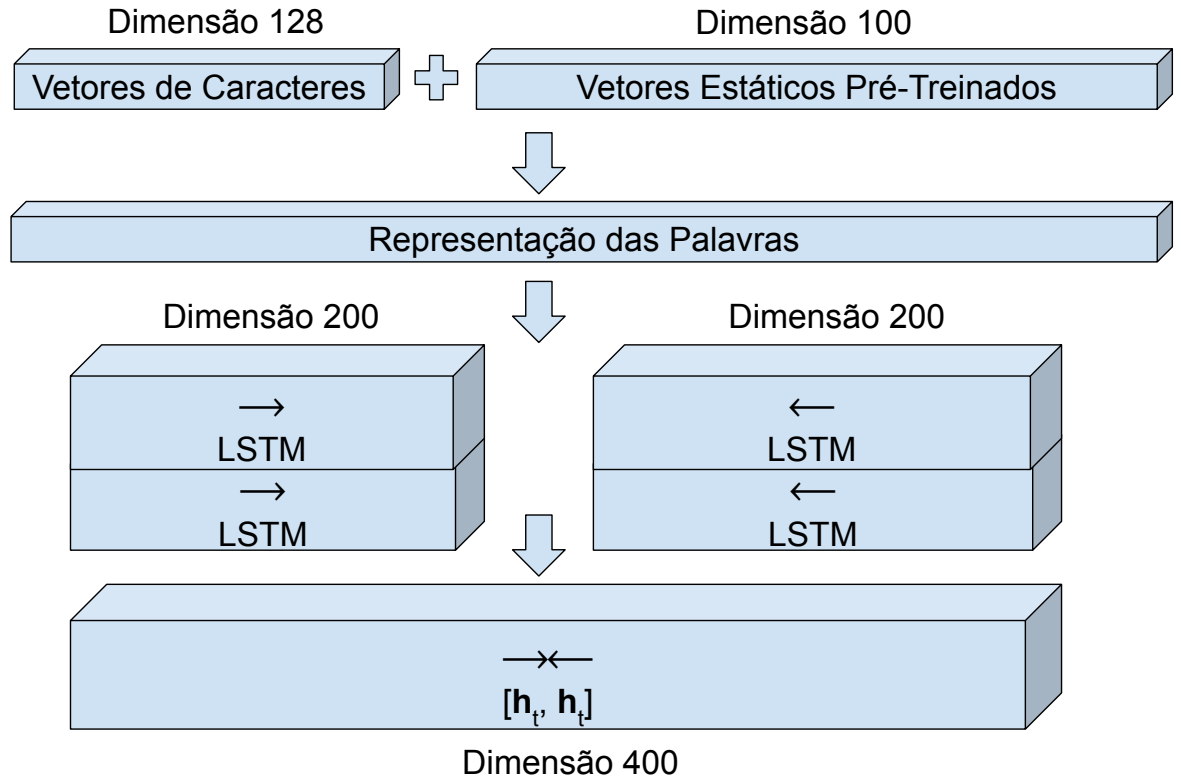 Dimensão 128
Dimensão 100
Vetores de Caracteres
Vetores Estáticos Pré-Treinados
Representação das Palavras
Dimensão 200
Dimensão 200
→
←
LSTM
LSTM
→
←
LSTM
LSTM
→←
[hₜ, hₜ]
Dimensão 400